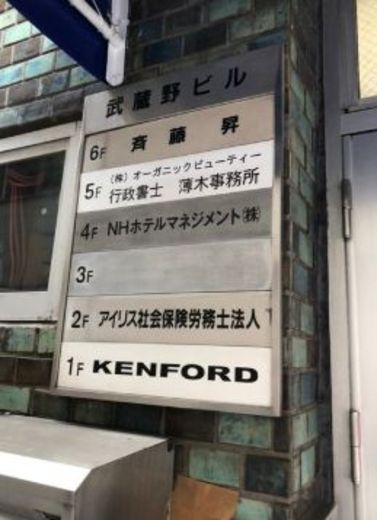 武蔵野ビル
6F 斉藤 昇
(株)オーガニックビューティー
5F 行政書士 薄木事務所
4F NHホテルマネジメント㈱
3F
2F アイリス社会保険労務士法人
1F KENFORD